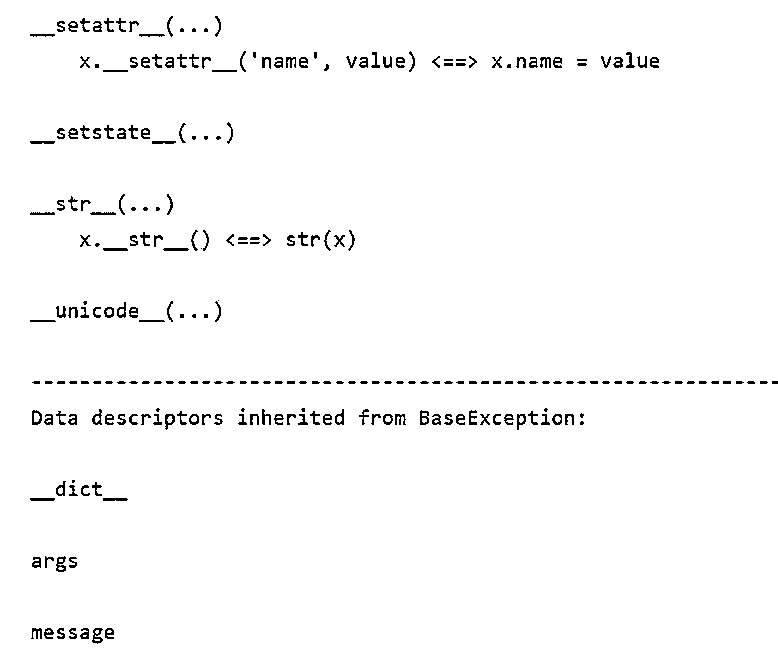 __setattr__(...)
x.__setattr__('name', value) <==> x.name = value
__setstate__(...)
__str__(...)
x.__str__() <==> str(x)
__unicode__(...)
--------------------------------------------------------------
Data descriptors inherited from BaseException:
__dict__
args
message